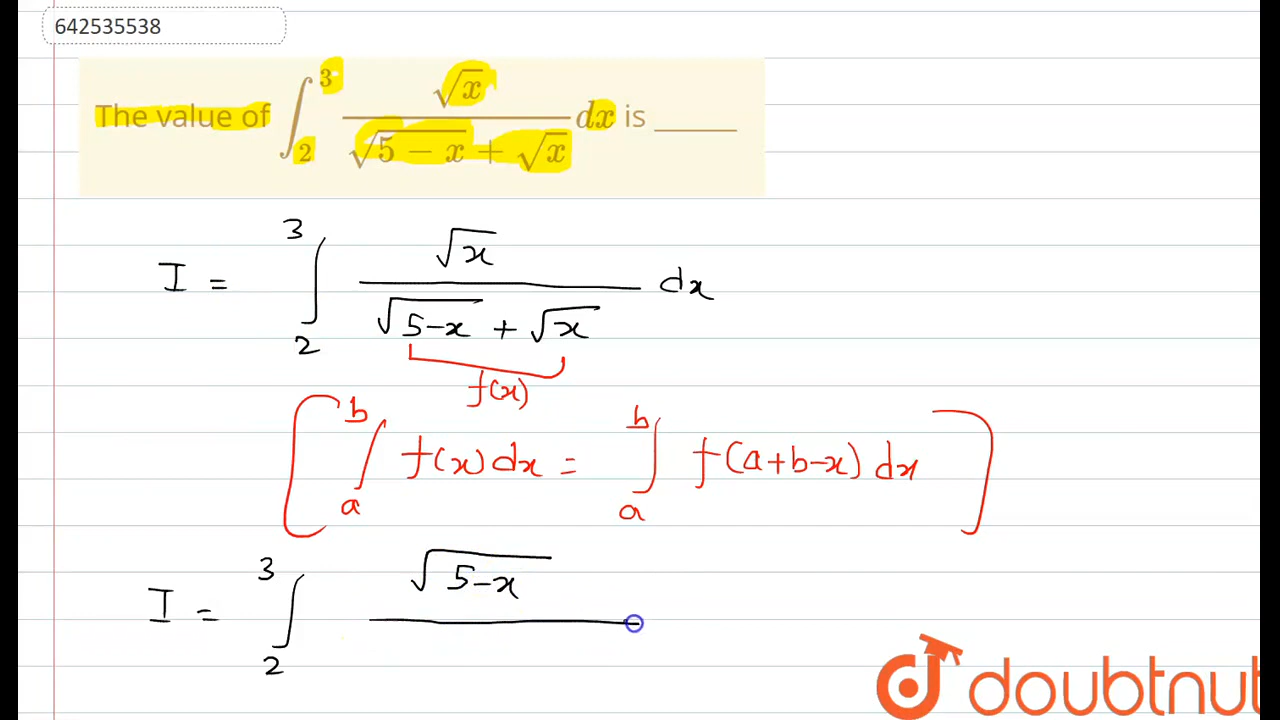 642535538
The value of ∫₂³ √x / (√(5 − x) + √x) dx is ______
I = ∫₂³ √x / (√(5-x) + √x) dx
f(x)
[ ∫ₐᵇ f(x) dx = ∫ₐᵇ f(a+b-x) dx ]
I = ∫₂³ √(5-x)
doubtnut